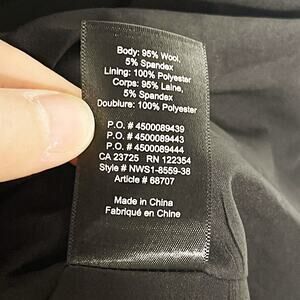 Body: 95% Wool,
5% Spandex
Lining: 100% Polyester
Corps: 95% Laine,
5% Spandex
Doublure: 100% Polyester
P.O. # 4500089439
P.O. # 4500089443
P.O. # 4500089444
CA 23725 RN 122354
Style # NWS1-8559-38
Article # 68707
Made in China
Fabriqué en Chine